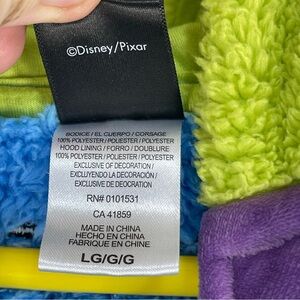 ©Disney/Pixar
BODICE / EL CUERPO / CORSAGE
100% POLYESTER / POLIESTER / POLYESTER
HOOD LINING / FORRO / DOUBLURE
100% POLYESTER / POLIESTER / POLYESTER
EXCLUSIVE OF DECORATION /
EXCLUYENDO LA DECORACIÓN /
EXCLUSIF DE DECORATION
RN# 0101531
CA 41859
MADE IN CHINA
HECHO EN CHINA
FABRIQUE EN CHINE
LG/G/G